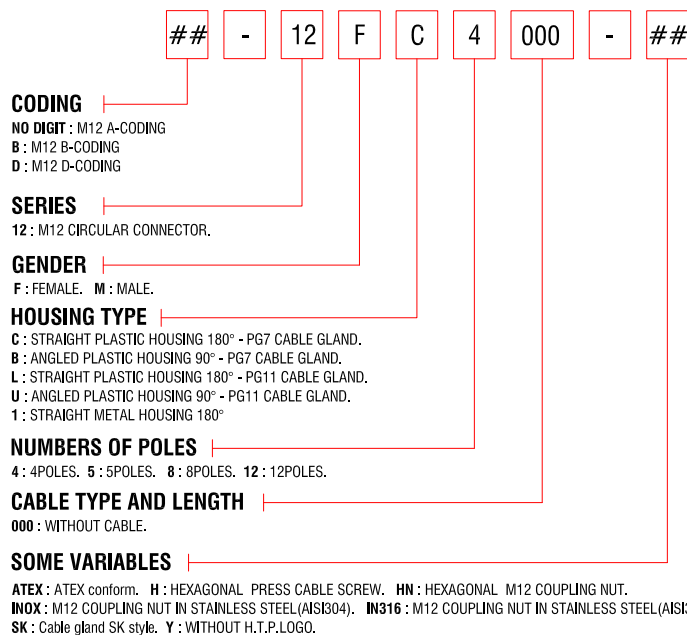 ## - 12 F C 4 000 - ##
CODING
NO DIGIT : M12 A-CODING
B : M12 B-CODING
D : M12 D-CODING
SERIES
12 : M12 CIRCULAR CONNECTOR.
GENDER
F : FEMALE. M : MALE.
HOUSING TYPE
C : STRAIGHT PLASTIC HOUSING 180° - PG7 CABLE GLAND.
B : ANGLED PLASTIC HOUSING 90° - PG7 CABLE GLAND.
L : STRAIGHT PLASTIC HOUSING 180° - PG11 CABLE GLAND.
U : ANGLED PLASTIC HOUSING 90° - PG11 CABLE GLAND.
1 : STRAIGHT METAL HOUSING 180°
NUMBERS OF POLES
4 : 4POLES. 5 : 5POLES. 8 : 8POLES. 12 : 12POLES.
CABLE TYPE AND LENGTH
000 : WITHOUT CABLE.
SOME VARIABLES
ATEX : ATEX conform. H : HEXAGONAL PRESS CABLE SCREW. HN : HEXAGONAL M12 COUPLING NUT.
INOX : M12 COUPLING NUT IN STAINLESS STEEL(AISI304). IN316 : M12 COUPLING NUT IN STAINLESS
SK : Cable gland SK style. Y : WITHOUT H.T.P.LOGO.